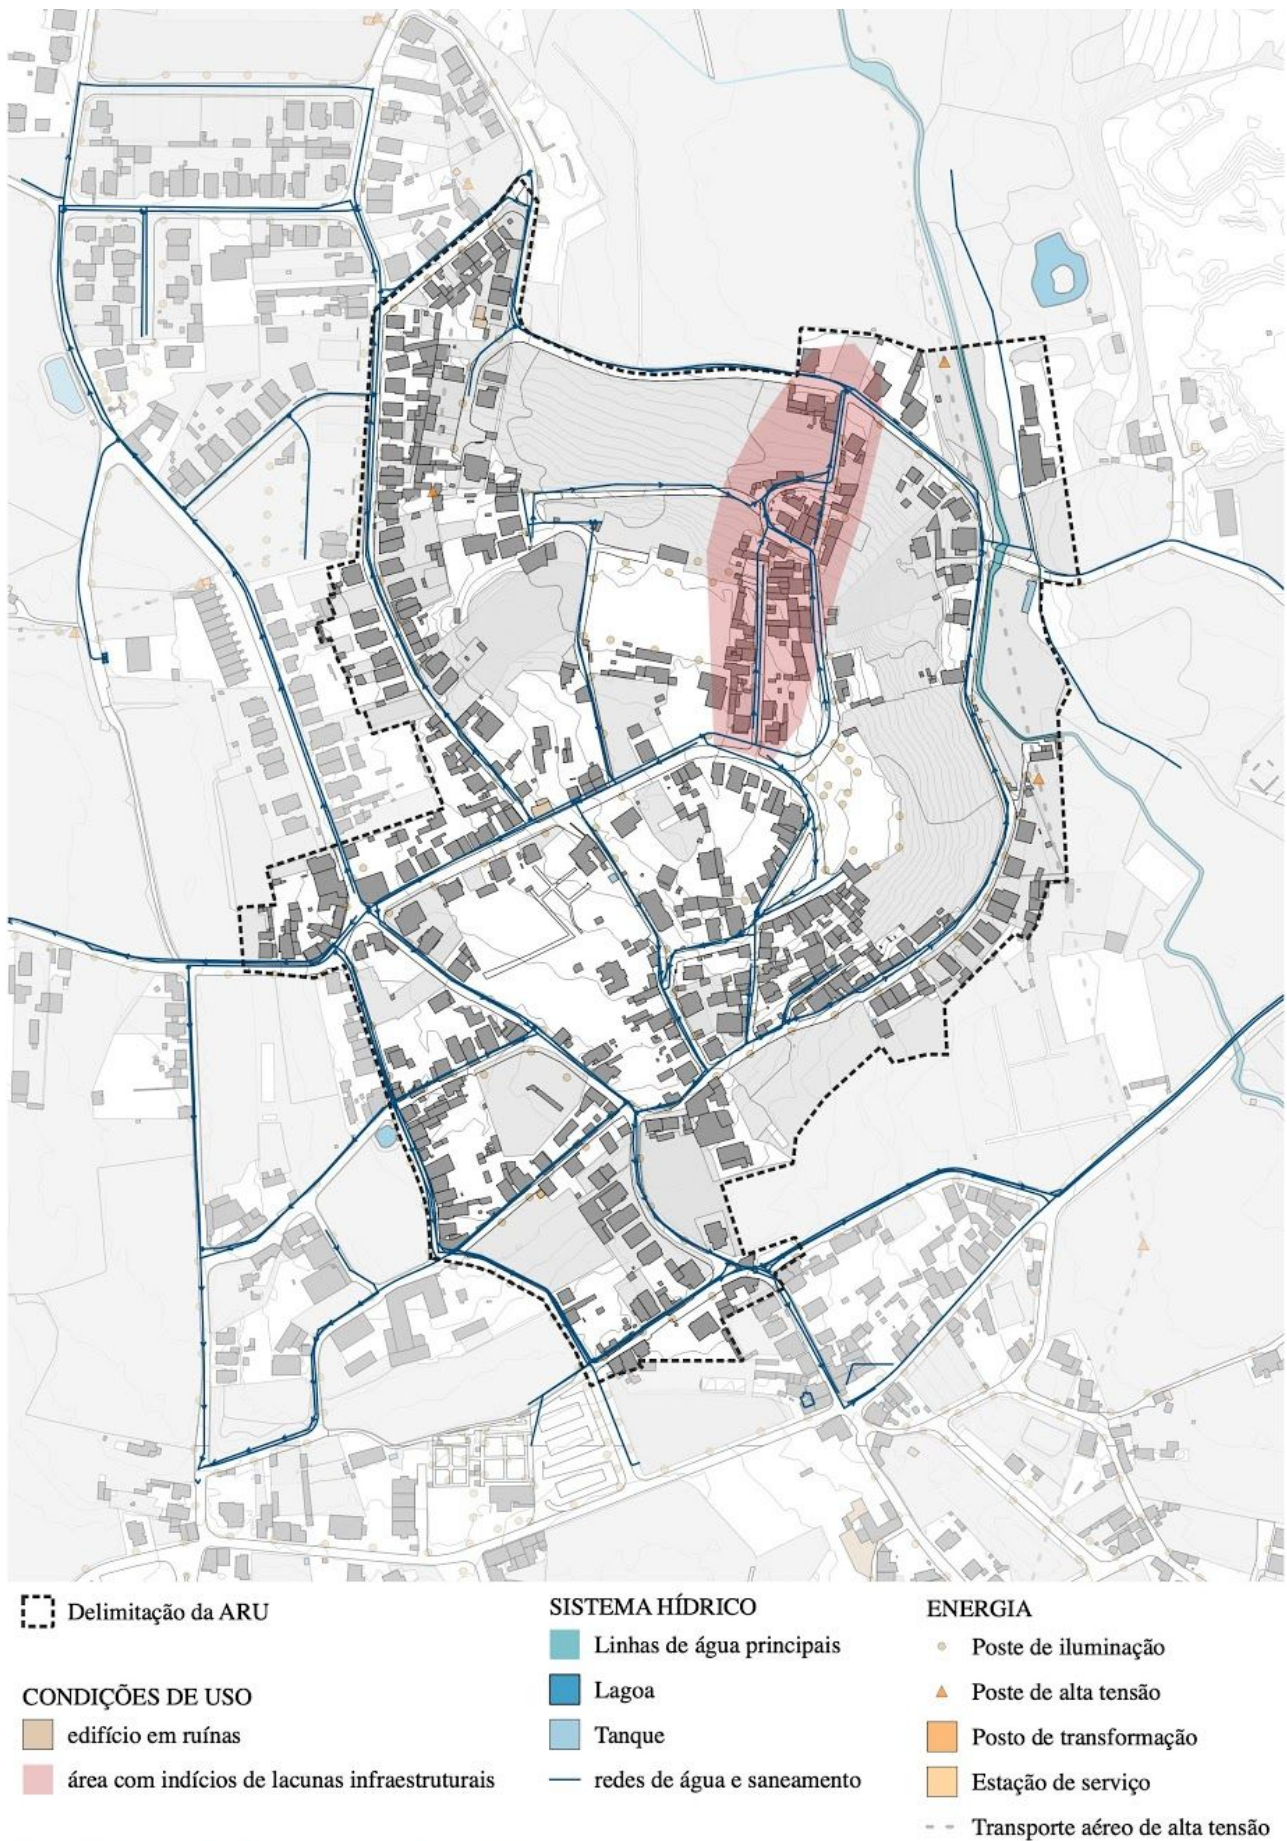 Delimitação da ARU
CONDIÇÕES DE USO
edifício em ruínas
área com indícios de lacunas infraestruturais
SISTEMA HÍDRICO
Linhas de água principais
Lagoa
Tanque
redes de água e saneamento
ENERGIA
Poste de iluminação
Poste de alta tensão
Posto de transformação
Estação de serviço
Transporte aéreo de alta tensão